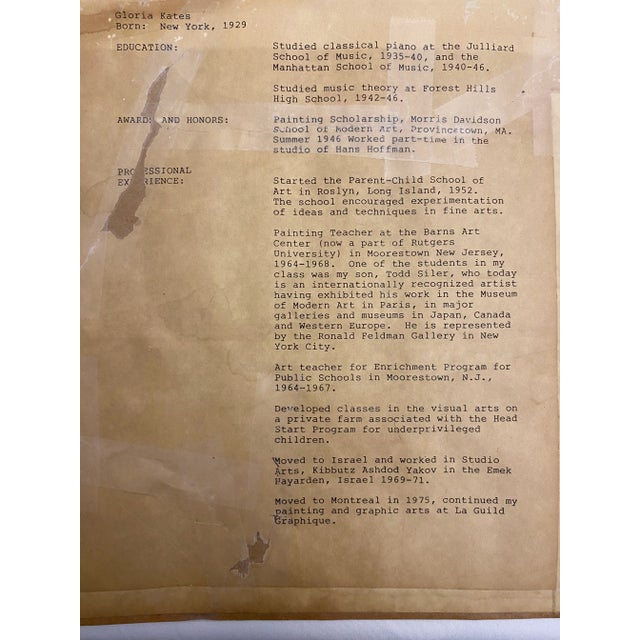 Gloria Kates
Born: New York, 1929
EDUCATION: Studied classical piano at the Julliard
School of Music, 1935-40, and the
Manhattan School of Music, 1940-46.
Studied music theory at Forest Hills
High School, 1942-46.
AWARD: AND HONORS: Painting Scholarship, Morris Davidson
School of Modern Art, Provincetown, MA.
Summer 1946 Worked part-time in the
studio of Hans Hoffman.
PROFESSIONAL
EXPERIENCE: Started the Parent-Child School of
Art in Roslyn, Long Island, 1952.
The school encouraged experimentation
of ideas and techniques in fine arts.
Painting Teacher at the Barns Art
Center (now a part of Rutgers
University) in Moorestown New Jersey,
1964-1968. One of the students in my
class was my son, Todd Siler, who today
is an internationally recognized artist
having exhibited his work in the Museum
of Modern Art in Paris, in major
galleries and museums in Japan, Canada
and Western Europe. He is represented
by the Ronald Feldman Gallery in New
York City.
Art teacher for Enrichment Program for
Public Schools in Moorestown, N.J.,
1964-1967.
Developed classes in the visual arts on
a private farm associated with the Head
Start Program for underprivileged
children.
Moved to Israel and worked in Studio
Arts, Kibbutz Ashdod Yakov in the Emek
Hayarden, Israel 1969-71.
Moved to Montreal in 1975, continued my
painting and graphic arts at La Guild
Graphique.